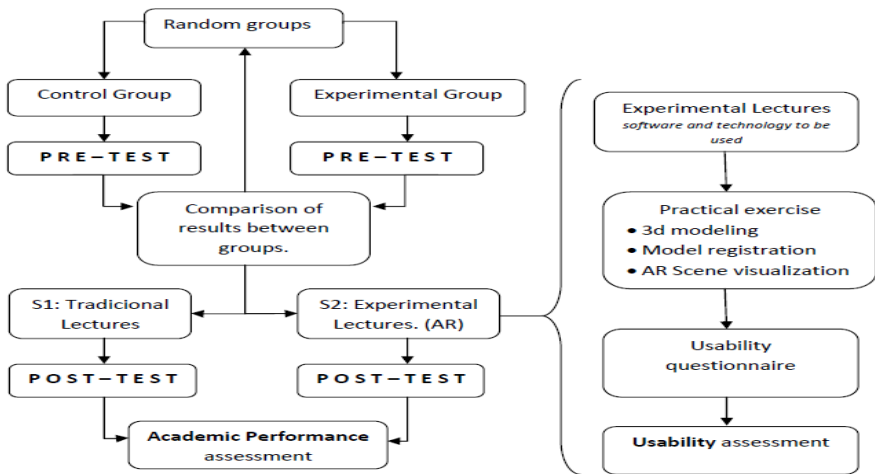 Random groups
Control Group
Experimental Group
PRE–TEST
PRE–TEST
Comparison of
results between
groups.
S1: Tradicional
Lectures
S2: Experimental
Lectures. (AR)
POST–TEST
POST–TEST
Academic Performance
assessment
Experimental Lectures
software and technology to be
used
Practical exercise
• 3d modeling
• Model registration
• AR Scene visualization
Usability
questionnaire
Usability assessment